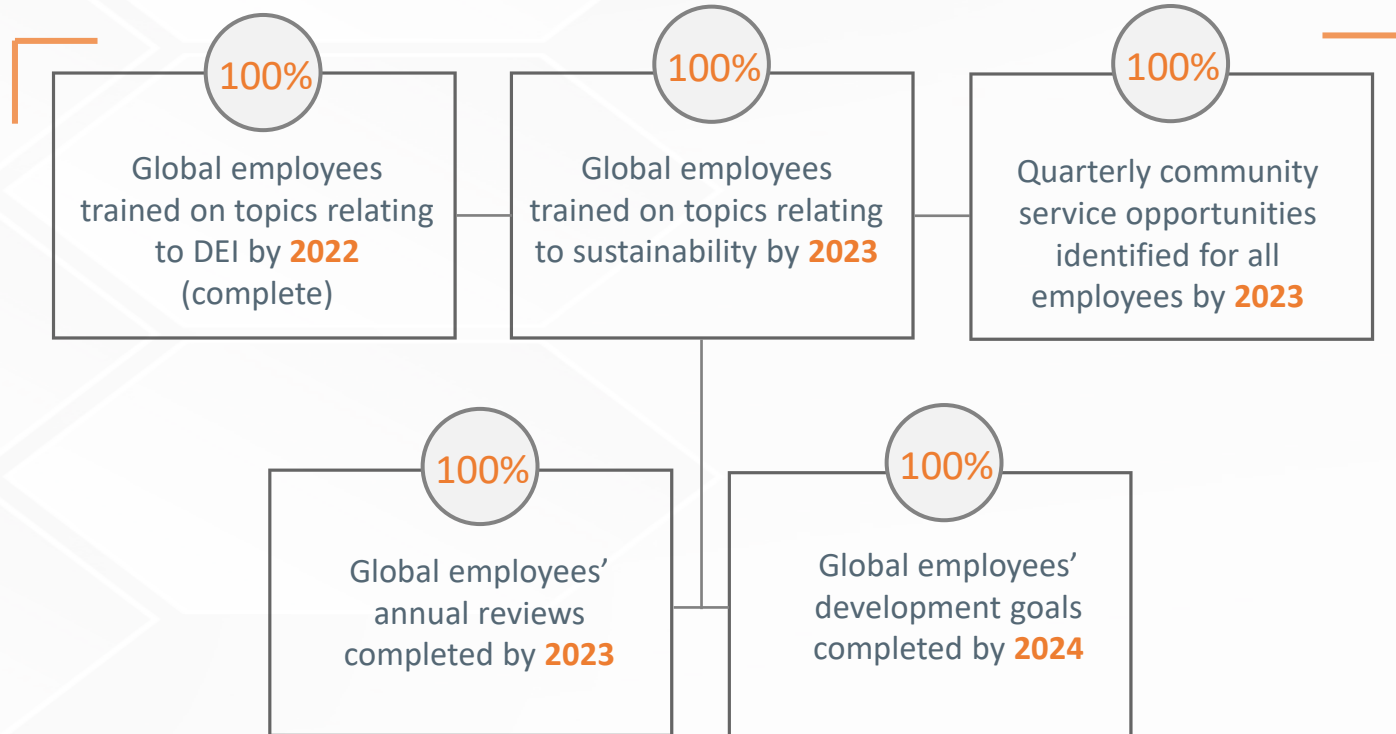 100%
Global employees
trained on topics relating
to DEI by 2022
(complete)
100%
Global employees
trained on topics relating
to sustainability by 2023
100%
Quarterly community
service opportunities
identified for all
employees by 2023
100%
Global employees’
annual reviews
completed by 2023
100%
Global employees’
development goals
completed by 2024